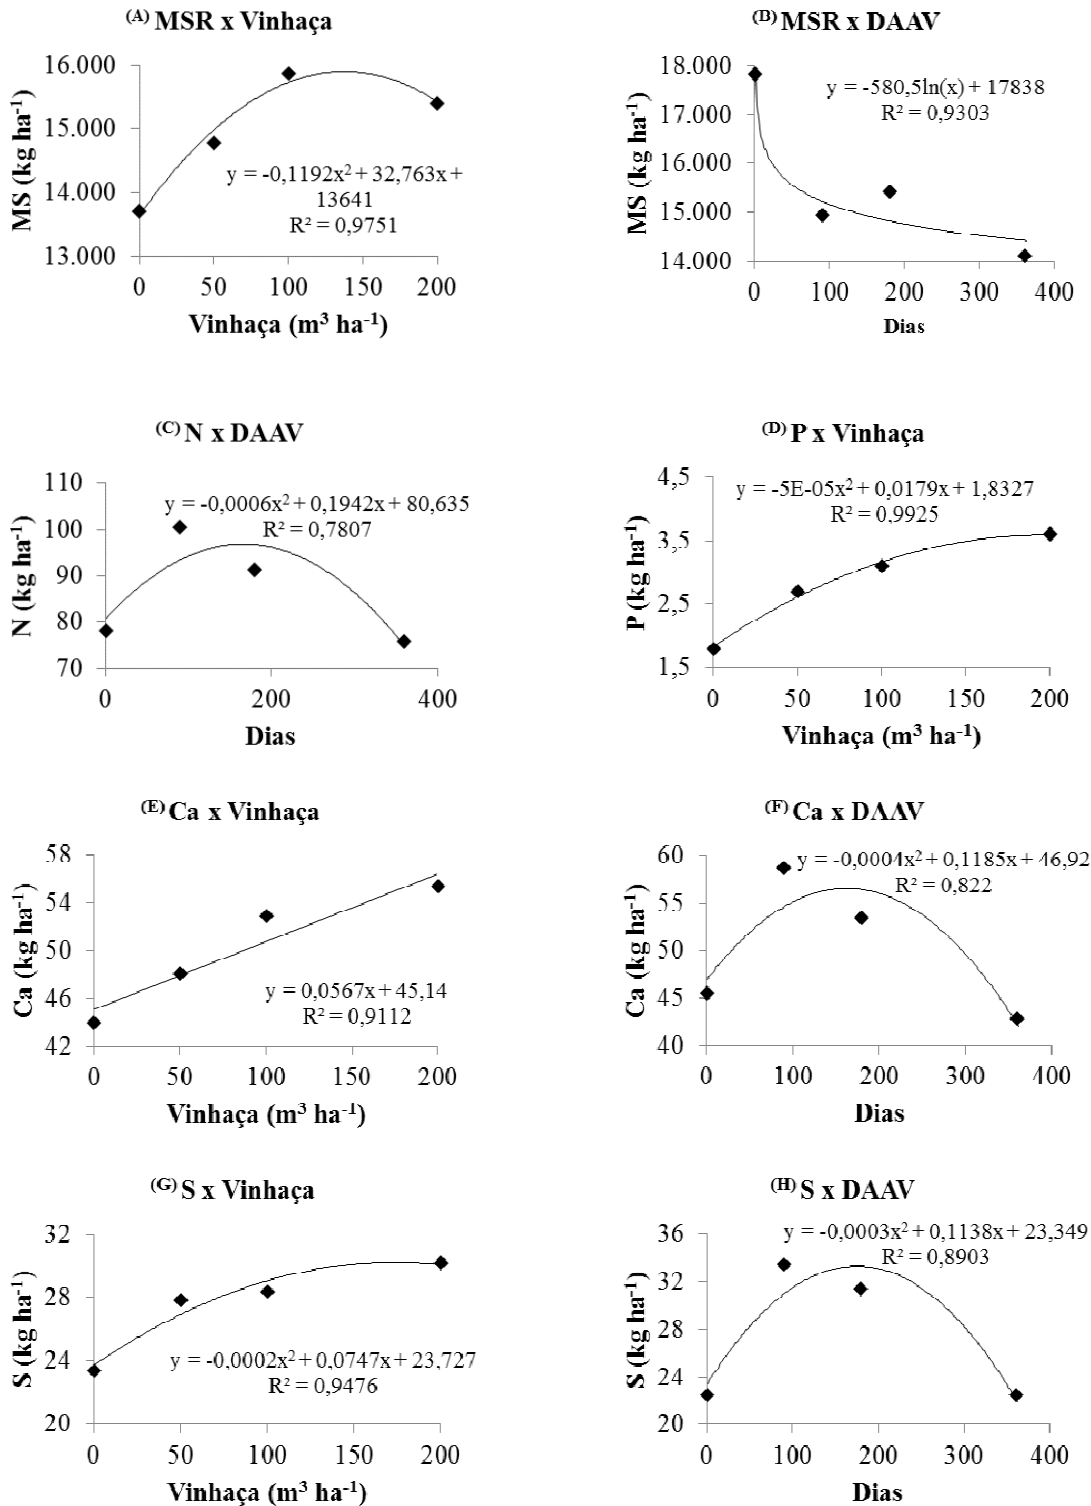 (A) MSR x Vinhaça
16.000
15.000
14.000
13.000
MS (kg ha-1)
y = -0,1192x² + 32,763x +
13641
R² = 0,9751
0 50 100 150 200
Vinhaça (m³ ha-1)
(B) MSR x DAAV
18.000
17.000
16.000
15.000
14.000
MS (kg ha-1)
y = -580,5ln(x) + 17838
R² = 0,9303
0 100 200 300 400
Dias
(C) N x DAAV
110
100
90
80
70
N (kg ha-1)
y = -0,0006x² + 0,1942x + 80,635
R² = 0,7807
0 200 400
Dias
(D) P x Vinhaça
4,5
3,5
2,5
1,5
P (kg ha-1)
y = -5E-05x² + 0,0179x + 1,8327
R² = 0,9925
0 50 100 150 200
Vinhaça (m³ ha-1)
(E) Ca x Vinhaça
58
54
50
46
42
Ca (kg ha-1)
y = 0,0567x + 45,14
R² = 0,9112
0 50 100 150 200
Vinhaça (m³ ha-1)
(F) Ca x DAAV
60
55
50
45
40
Ca (kg ha-1)
y = -0,0004x² + 0,1185x + 46,92
R² = 0,822
0 100 200 300 400
Dias
(G) S x Vinhaça
32
28
24
20
S (kg ha-1)
y = -0,0002x² + 0,0747x + 23,727
R² = 0,9476
0 50 100 150 200
Vinhaça (m³ ha-1)
(H) S x DAAV
36
32
28
24
20
S (kg ha-1)
y = -0,0003x² + 0,1138x + 23,349
R² = 0,8903
0 100 200 300 400
Dias